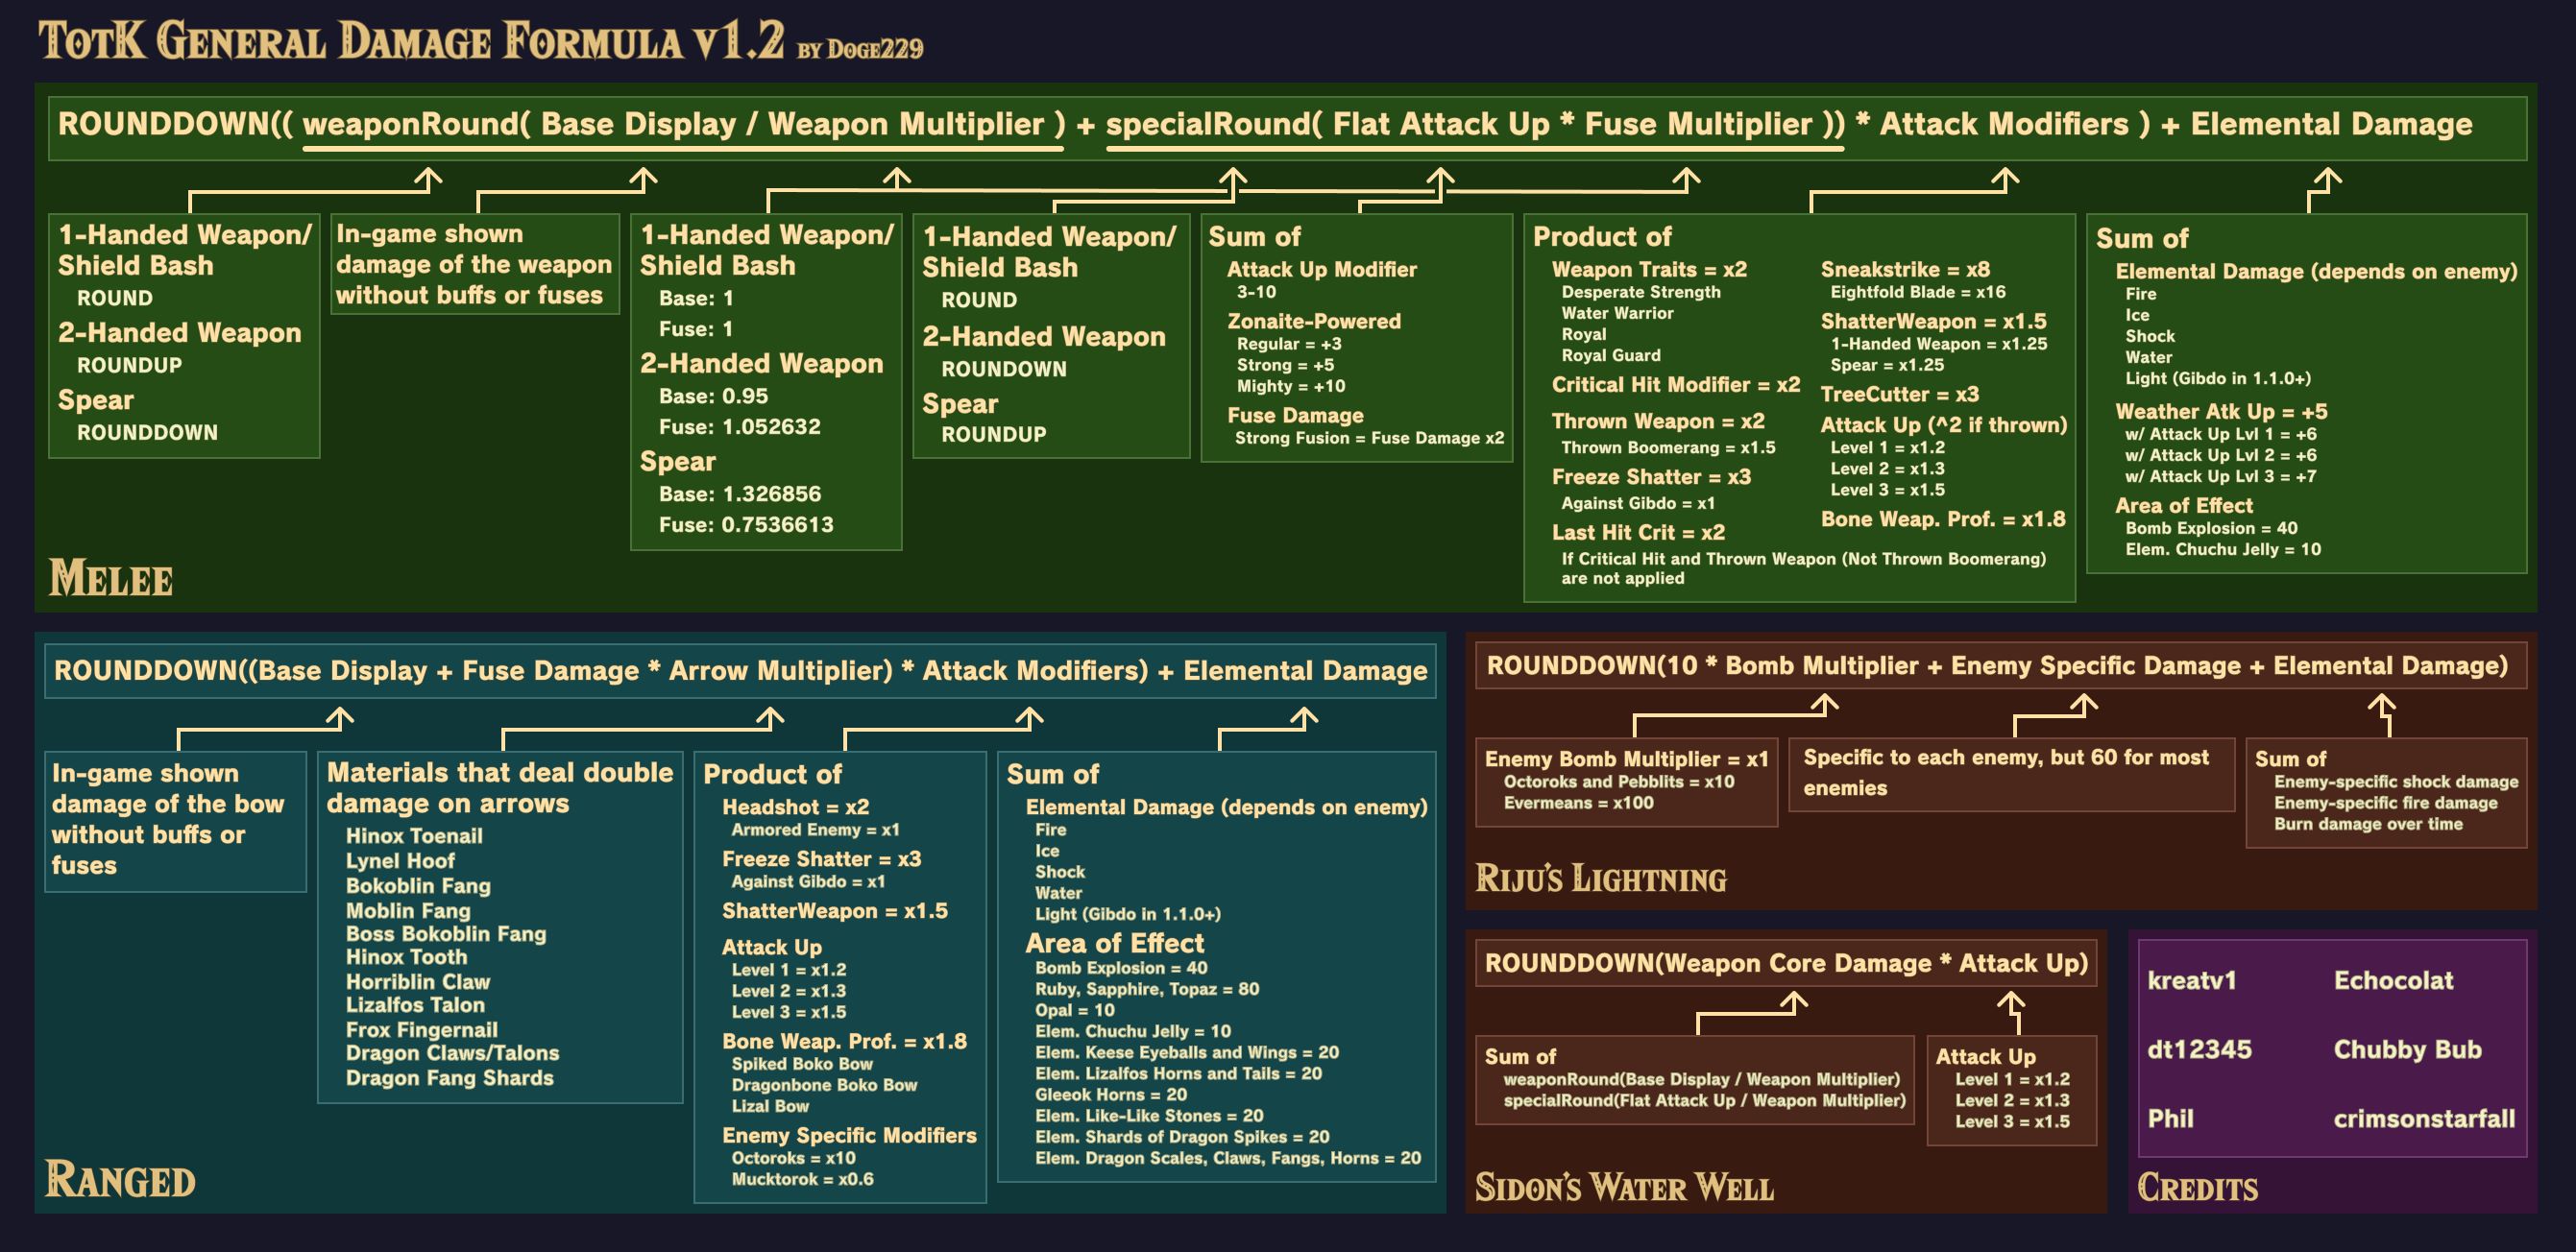 TotK General Damage Formula v1.2 by Doge229
ROUNDDOWN(( weaponRound( Base Display / Weapon Multiplier ) + specialRound( Flat Attack Up * Fuse Multiplier )) * Attack Modifiers ) + Elemental Damage
1-Handed Weapon/
Shield Bash
ROUND
2-Handed Weapon
ROUNDUP
Spear
ROUNDDOWN
In-game shown
damage of the weapon
without buffs or fuses
1-Handed Weapon/
Shield Bash
Base: 1
Fuse: 1
2-Handed Weapon
Base: 0.95
Fuse: 1.052632
Spear
Base: 1.326856
Fuse: 0.7536613
1-Handed Weapon/
Shield Bash
ROUND
2-Handed Weapon
ROUNDOWN
Spear
ROUNDUP
Sum of
Attack Up Modifier
3-10
Zonaite-Powered
Regular = +3
Strong = +5
Mighty = +10
Fuse Damage
Strong Fusion = Fuse Damage x2
Product of
Weapon Traits = x2
Desperate Strength
Water Warrior
Royal
Royal Guard
Critical Hit Modifier = x2
Thrown Weapon = x2
Thrown Boomerang = x1.5
Freeze Shatter = x3
Against Gibdo = x1
Last Hit Crit = x2
If Critical Hit and Thrown Weapon (Not Thrown Boomerang)
are not applied
Sneakstrike = x8
Eightfold Blade = x16
ShatterWeapon = x1.5
1-Handed Weapon = x1.25
Spear = x1.25
TreeCutter = x3
Attack Up (^2 if thrown)
Level 1 = x1.2
Level 2 = x1.3
Level 3 = x1.5
Bone Weap. Prof. = x1.8
Sum of
Elemental Damage (depends on enemy)
Fire
Ice
Shock
Water
Light (Gibdo in 1.1.0+)
Weather Atk Up = +5
w/ Attack Up Lvl 1 = +6
w/ Attack Up Lvl 2 = +6
w/ Attack Up Lvl 3 = +7
Area of Effect
Bomb Explosion = 40
Elem. Chuchu Jelly = 10
Melee
ROUNDDOWN((Base Display + Fuse Damage * Arrow Multiplier) * Attack Modifiers) + Elemental Damage
In-game shown
damage of the bow
without buffs or
fuses
Materials that deal double
damage on arrows
Hinox Toenail
Lynel Hoof
Bokoblin Fang
Moblin Fang
Boss Bokoblin Fang
Hinox Tooth
Horriblin Claw
Lizalfos Talon
Frox Fingernail
Dragon Claws/Talons
Dragon Fang Shards
Product of
Headshot = x2
Armored Enemy = x1
Freeze Shatter = x3
Against Gibdo = x1
ShatterWeapon = x1.5
Attack Up
Level 1 = x1.2
Level 2 = x1.3
Level 3 = x1.5
Bone Weap. Prof. = x1.8
Spiked Boko Bow
Dragonbone Boko Bow
Lizal Bow
Enemy Specific Modifiers
Octoroks = x10
Mucktorok = x0.6
Sum of
Elemental Damage (depends on enemy)
Fire
Ice
Shock
Water
Light (Gibdo in 1.1.0+)
Area of Effect
Bomb Explosion = 40
Ruby, Sapphire, Topaz = 80
Opal = 10
Elem. Chuchu Jelly = 10
Elem. Keese Eyeballs and Wings = 20
Elem. Lizalfos Horns and Tails = 20
Gleeok Horns = 20
Elem. Like-Like Stones = 20
Elem. Shards of Dragon Spikes = 20
Elem. Dragon Scales, Claws, Fangs, Horns = 20
Ranged
ROUNDDOWN(10 * Bomb Multiplier + Enemy Specific Damage + Elemental Damage)
Enemy Bomb Multiplier = x1
Octoroks and Pebblits = x10
Evermeans = x100
Specific to each enemy, but 60 for most
enemies
Sum of
Enemy-specific shock damage
Enemy-specific fire damage
Burn damage over time
Riju's Lightning
ROUNDDOWN(Weapon Core Damage * Attack Up)
Sum of
weaponRound(Base Display / Weapon Multiplier)
specialRound(Flat Attack Up / Weapon Multiplier)
Attack Up
Level 1 = x1.2
Level 2 = x1.3
Level 3 = x1.5
Sidon's Water Well
kreatv1
Echocolat
dt12345
Chubby Bub
Phil
crimsonstarfall
Credits